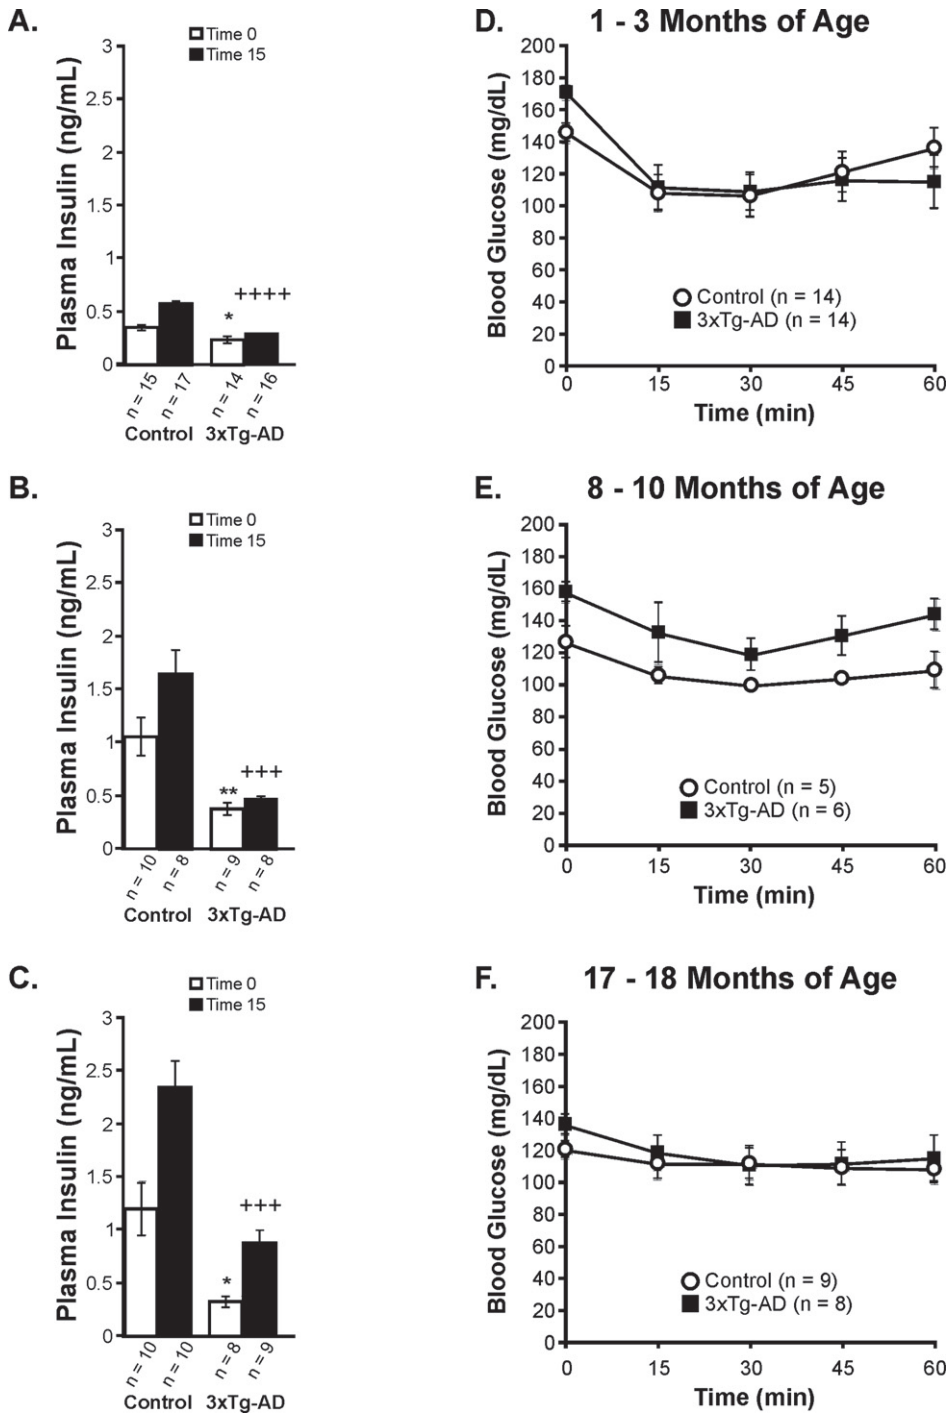 A.
Time 0
Time 15
Plasma Insulin (ng/mL)
3
2.5
2
1.5
1
0.5
0
*
++++
n = 15
n = 17
n = 14
n = 16
Control
3xTg-AD
D.
1 - 3 Months of Age
Blood Glucose (mg/dL)
200
180
160
140
120
100
80
60
40
20
0
Control (n = 14)
3xTg-AD (n = 14)
0 15 30 45 60
Time (min)
B.
Time 0
Time 15
Plasma Insulin (ng/mL)
3
2.5
2
1.5
1
0.5
0
**
+++
n = 10
n = 8
n = 9
n = 8
Control
3xTg-AD
E.
8 - 10 Months of Age
Blood Glucose (mg/dL)
200
180
160
140
120
100
80
60
40
20
0
Control (n = 5)
3xTg-AD (n = 6)
0 15 30 45 60
Time (min)
C.
Time 0
Time 15
Plasma Insulin (ng/mL)
3
2.5
2
1.5
1
0.5
0
*
+++
n = 10
n = 10
n = 8
n = 9
Control
3xTg-AD
F.
17 - 18 Months of Age
Blood Glucose (mg/dL)
200
180
160
140
120
100
80
60
40
20
0
Control (n = 9)
3xTg-AD (n = 8)
0 15 30 45 60
Time (min)